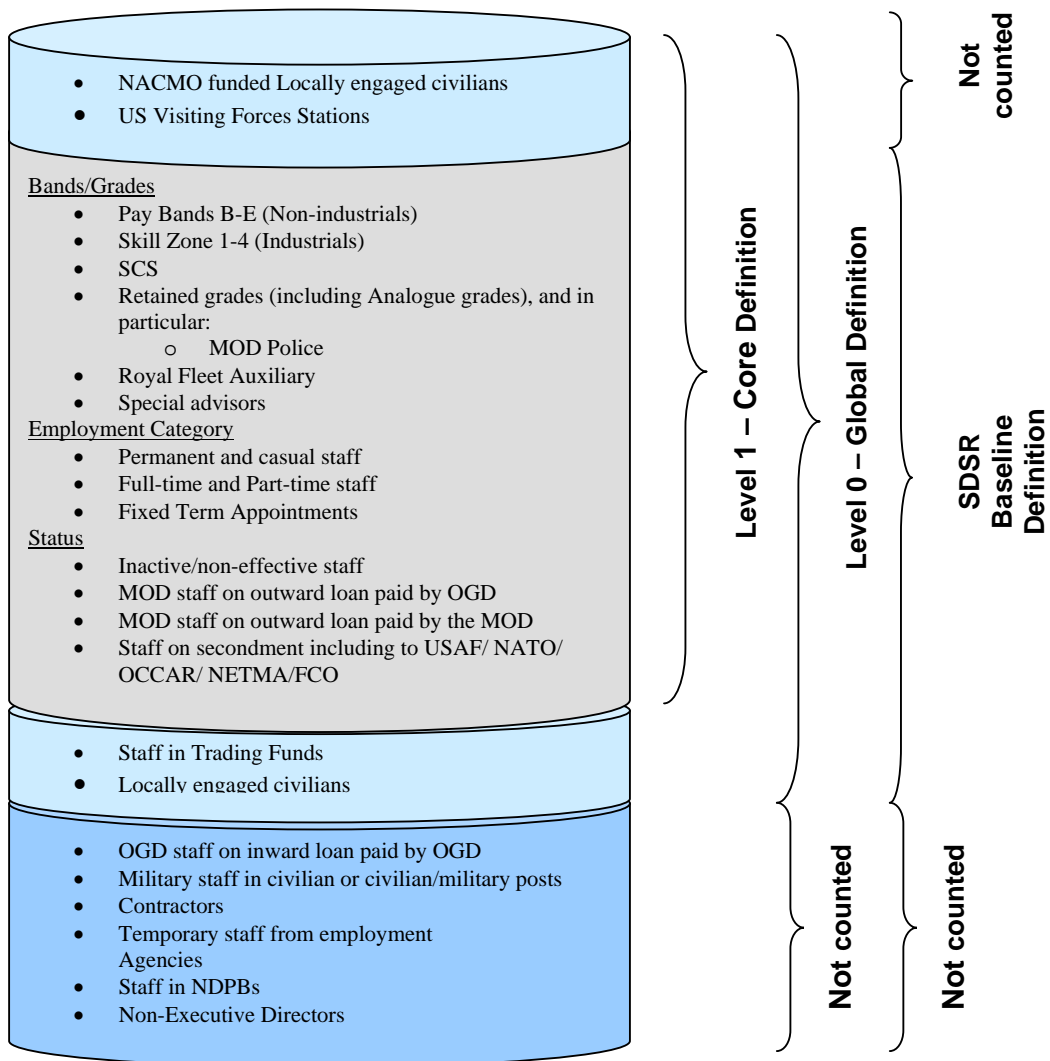 • NACMO funded Locally engaged civilians
• US Visiting Forces Stations
Bands/Grades
• Pay Bands B-E (Non-industrials)
• Skill Zone 1-4 (Industrials)
• SCS
• Retained grades (including Analogue grades), and in
particular:
o MOD Police
• Royal Fleet Auxiliary
• Special advisors
Employment Category
• Permanent and casual staff
• Full-time and Part-time staff
• Fixed Term Appointments
Status
• Inactive/non-effective staff
• MOD staff on outward loan paid by OGD
• MOD staff on outward loan paid by the MOD
• Staff on secondment including to USAF/ NATO/
OCCAR/ NETMA/FCO
• Staff in Trading Funds
• Locally engaged civilians
• OGD staff on inward loan paid by OGD
• Military staff in civilian or civilian/military posts
• Contractors
• Temporary staff from employment
Agencies
• Staff in NDPBs
• Non-Executive Directors
Level 1 – Core Definition
Level 0 – Global Definition
Not counted
Not
counted
SDSR
Baseline
Definition
Not counted